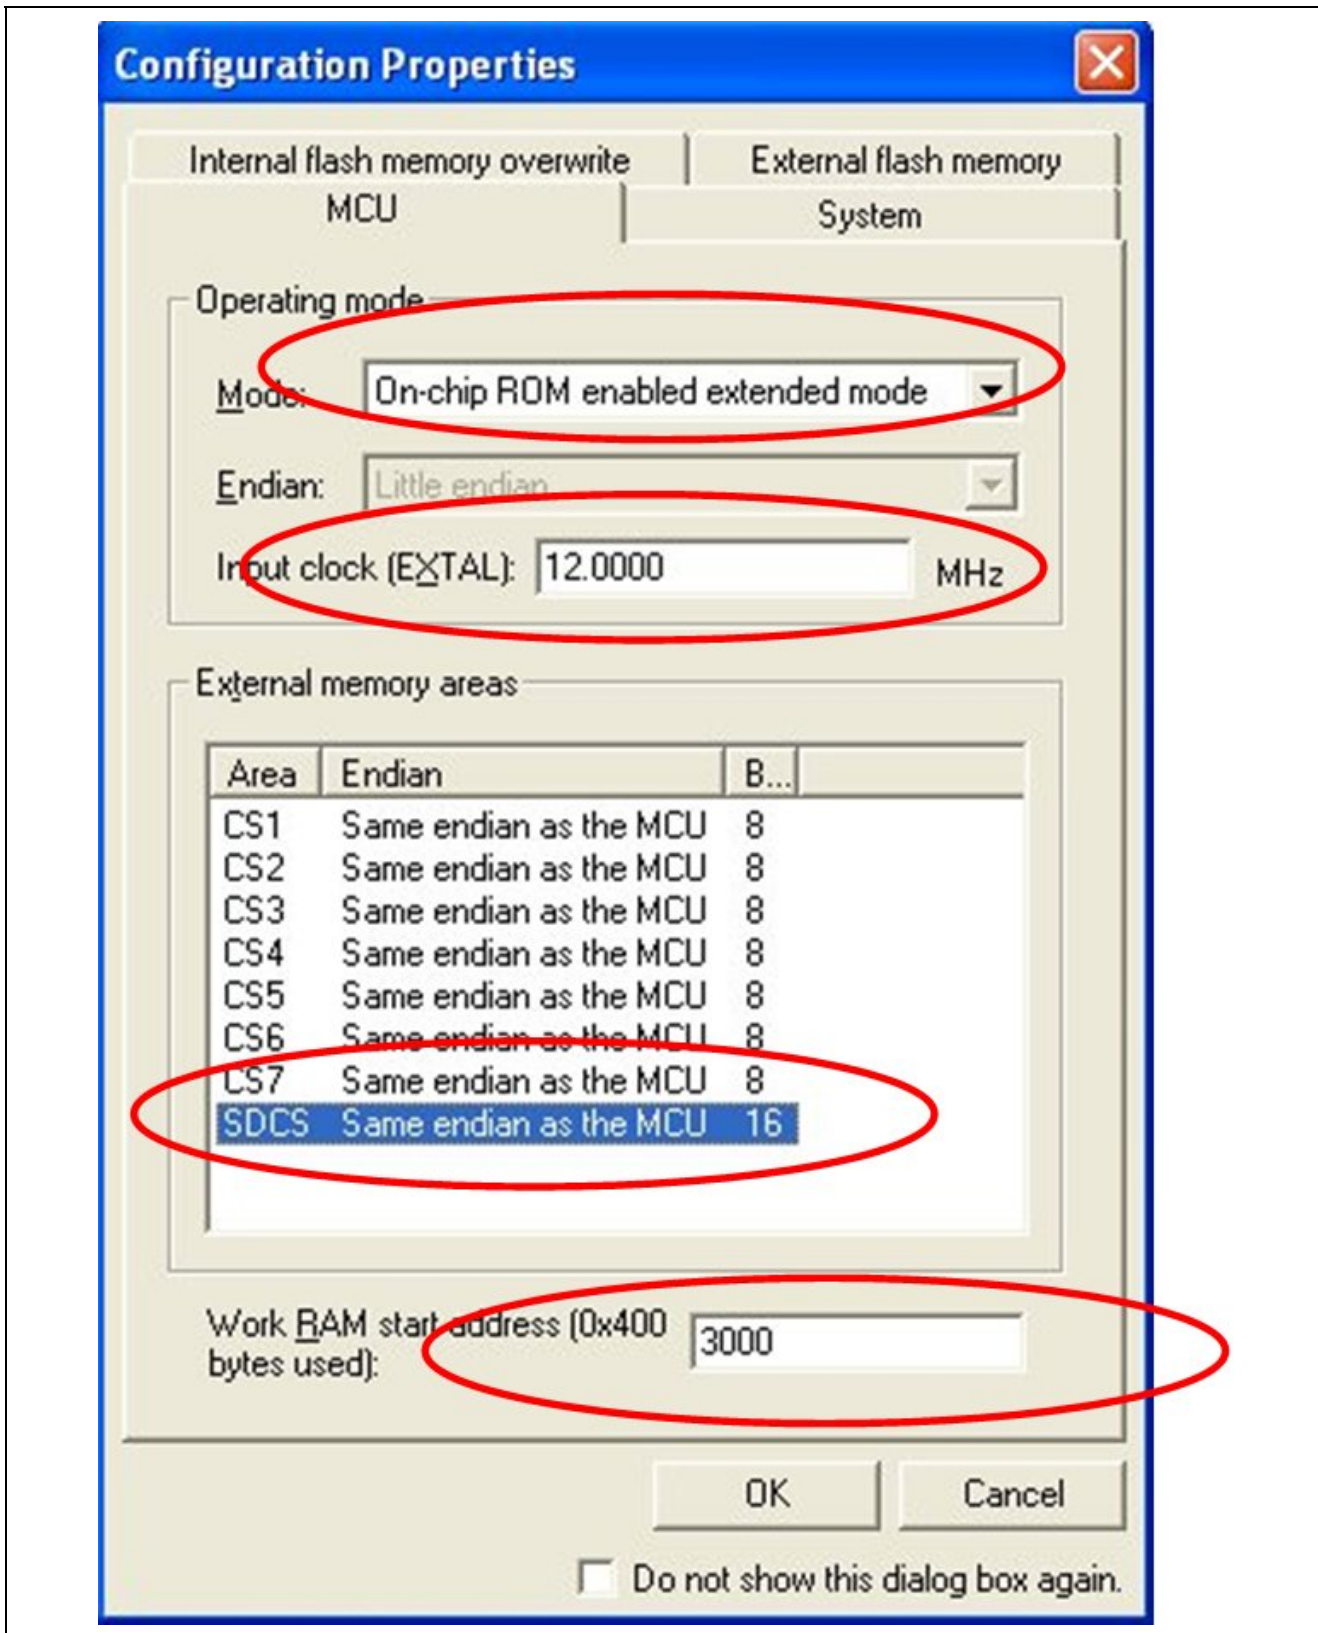 Configuration Properties
Internal flash memory overwrite
External flash memory
MCU
System
Operating mode
Mode:
On-chip ROM enabled extended mode
Endian:
Little endian
Input clock (EXTAL):
12.0000
MHz
External memory areas
Area Endian B...
CS1 Same endian as the MCU 8
CS2 Same endian as the MCU 8
CS3 Same endian as the MCU 8
CS4 Same endian as the MCU 8
CS5 Same endian as the MCU 8
CS6 Same endian as the MCU 8
CS7 Same endian as the MCU 8
SDCS Same endian as the MCU 16
Work RAM start address (0x400
bytes used):
3000
OK
Cancel
Do not show this dialog box again.